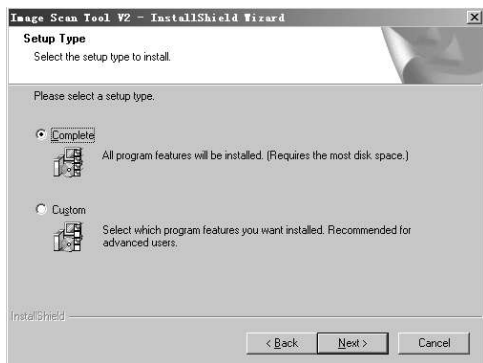 Image Scan Tool V2 - InstallShield Wizard
Setup Type
Select the setup type to install.
Please select a setup type.
Complete
All program features will be installed. (Requires the most disk space.)
Custom
Select which program features you want installed. Recommended for
advanced users.
InstallShield
< Back Next > Cancel